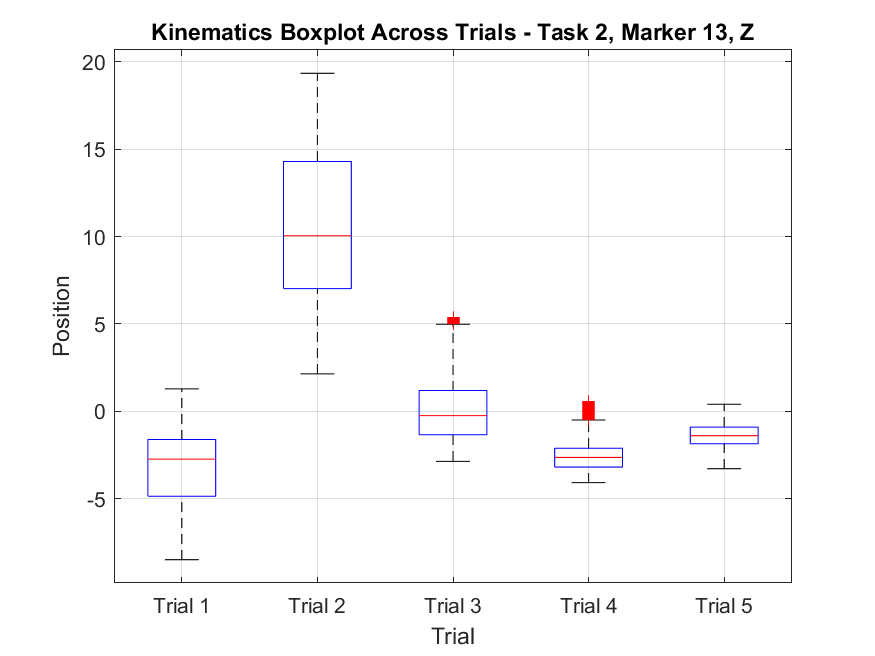 Kinematics Boxplot Across Trials - Task 2, Marker 13, Z
20
15
10
5
0
-5
Position
Trial 1 Trial 2 Trial 3 Trial 4 Trial 5
Trial